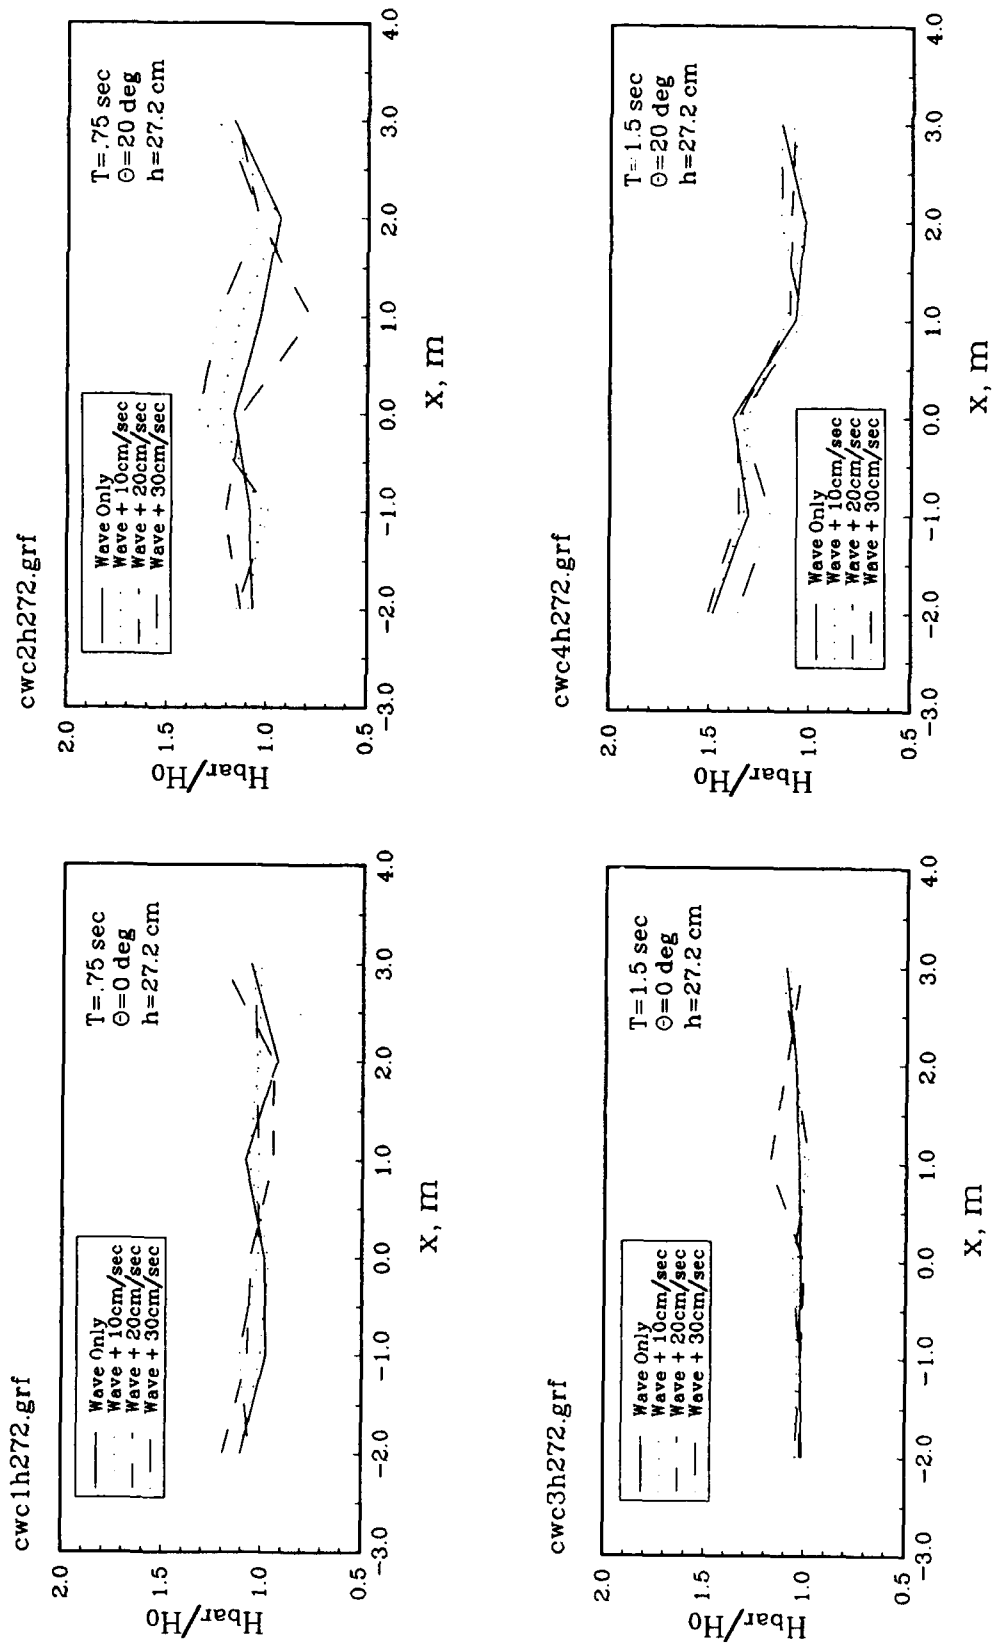 cwc1h272.grf
2.0
1.5
1.0
0.5
Hbar/Ho
Wave Only
Wave + 10cm/sec
Wave + 20cm/sec
Wave + 30cm/sec
T=.75 sec
Θ=0 deg
h=27.2 cm
-3.0 -2.0 -1.0 0.0 1.0 2.0 3.0 4.0
x, m
cwc2h272.grf
2.0
1.5
1.0
0.5
Hbar/Ho
Wave Only
Wave + 10cm/sec
Wave + 20cm/sec
Wave + 30cm/sec
T=.75 sec
Θ=20 deg
h=27.2 cm
-3.0 -2.0 -1.0 0.0 1.0 2.0 3.0 4.0
x, m
cwc3h272.grf
2.0
1.5
1.0
0.5
Hbar/Ho
Wave Only
Wave + 10cm/sec
Wave + 20cm/sec
Wave + 30cm/sec
T=1.5 sec
Θ=0 deg
h=27.2 cm
-3.0 -2.0 -1.0 0.0 1.0 2.0 3.0 4.0
x, m
cwc4h272.grf
2.0
1.5
1.0
0.5
Hbar/Ho
Wave Only
Wave + 10cm/sec
Wave + 20cm/sec
Wave + 30cm/sec
T=1.5 sec
Θ=20 deg
h=27.2 cm
-3.0 -2.0 -1.0 0.0 1.0 2.0 3.0 4.0
x, m